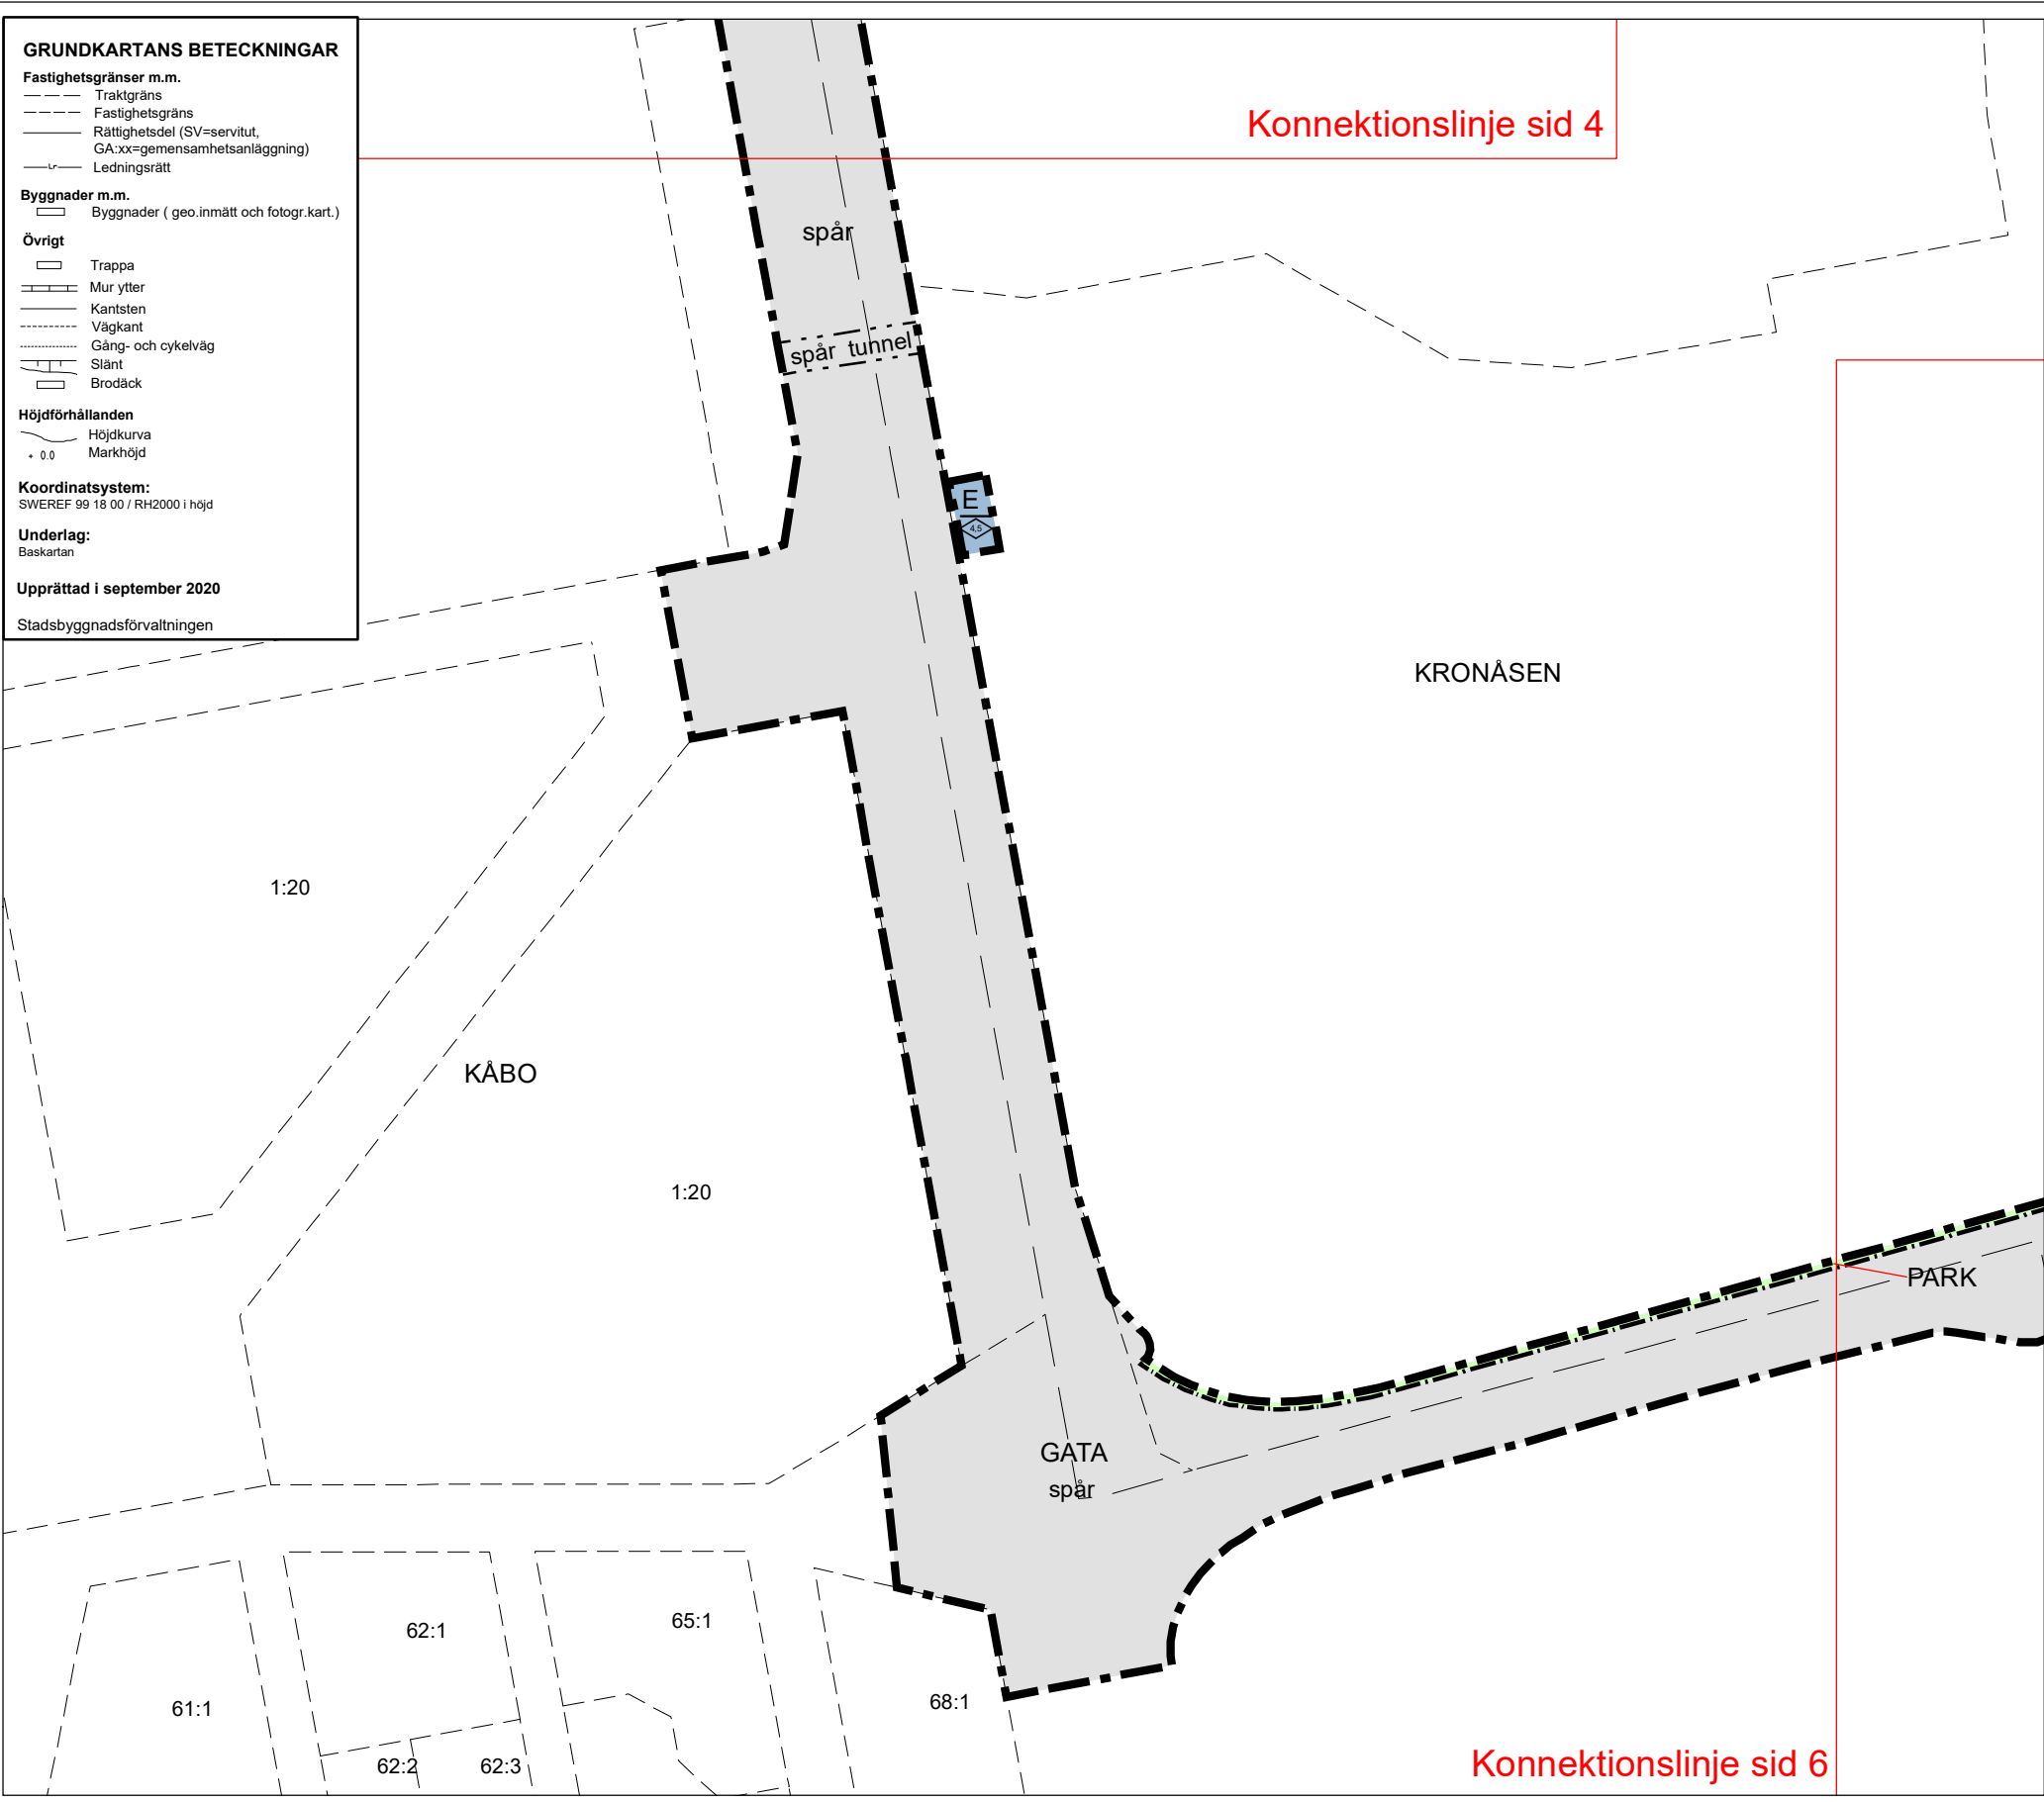 GRUNDKARTANS BETECKNINGAR
Fastighetsgränser m.m.
Traktgräns
Fastighetsgräns
Rättighetsdel (SV=servitut,
GA:xx=gemensamhetsanläggning)
Lr Ledningsrätt
Byggnader m.m.
Byggnader ( geo.inmätt och fotogr.kart.)
Övrigt
Trappa
Mur ytter
Kantsten
Vägkant
Gång- och cykelväg
Slänt
Brodäck
Höjdförhållanden
Höjdkurva
+ 0.0 Markhöjd
Koordinatsystem:
SWEREF 99 18 00 / RH2000 i höjd
Underlag:
Baskartan
Upprättad i september 2020
Stadsbyggnadsförvaltningen
Konnektionslinje sid 4
spår
spår tunnel
E
4,5
KRONÅSEN
1:20
KÅBO
1:20
PARK
GATA
spår
62:1
65:1
61:1
68:1
62:2
62:3
Konnektionslinje sid 6